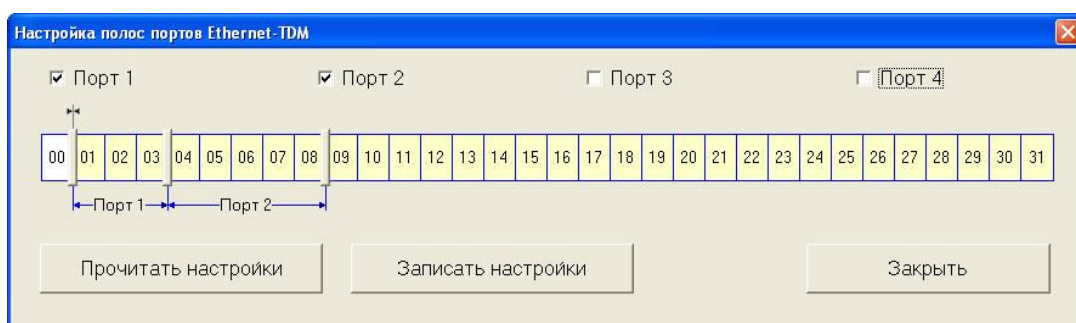 Настройка полос портов Ethernet-TDM
Порт 1 Порт 2 Порт 3 Порт 4
00 01 02 03 04 05 06 07 08 09 10 11 12 13 14 15 16 17 18 19 20 21 22 23 24 25 26 27 28 29 30 31
Порт 1 Порт 2
Прочитать настройки Записать настройки Закрыть